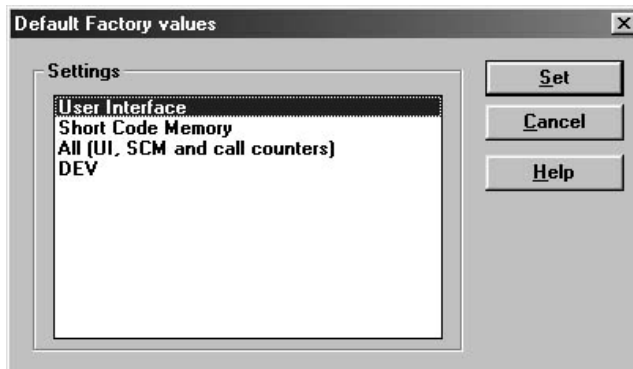 Default Factory values
Settings
User Interface
Short Code Memory
All (UI, SCM and call counters)
DEV
Set
Cancel
Help